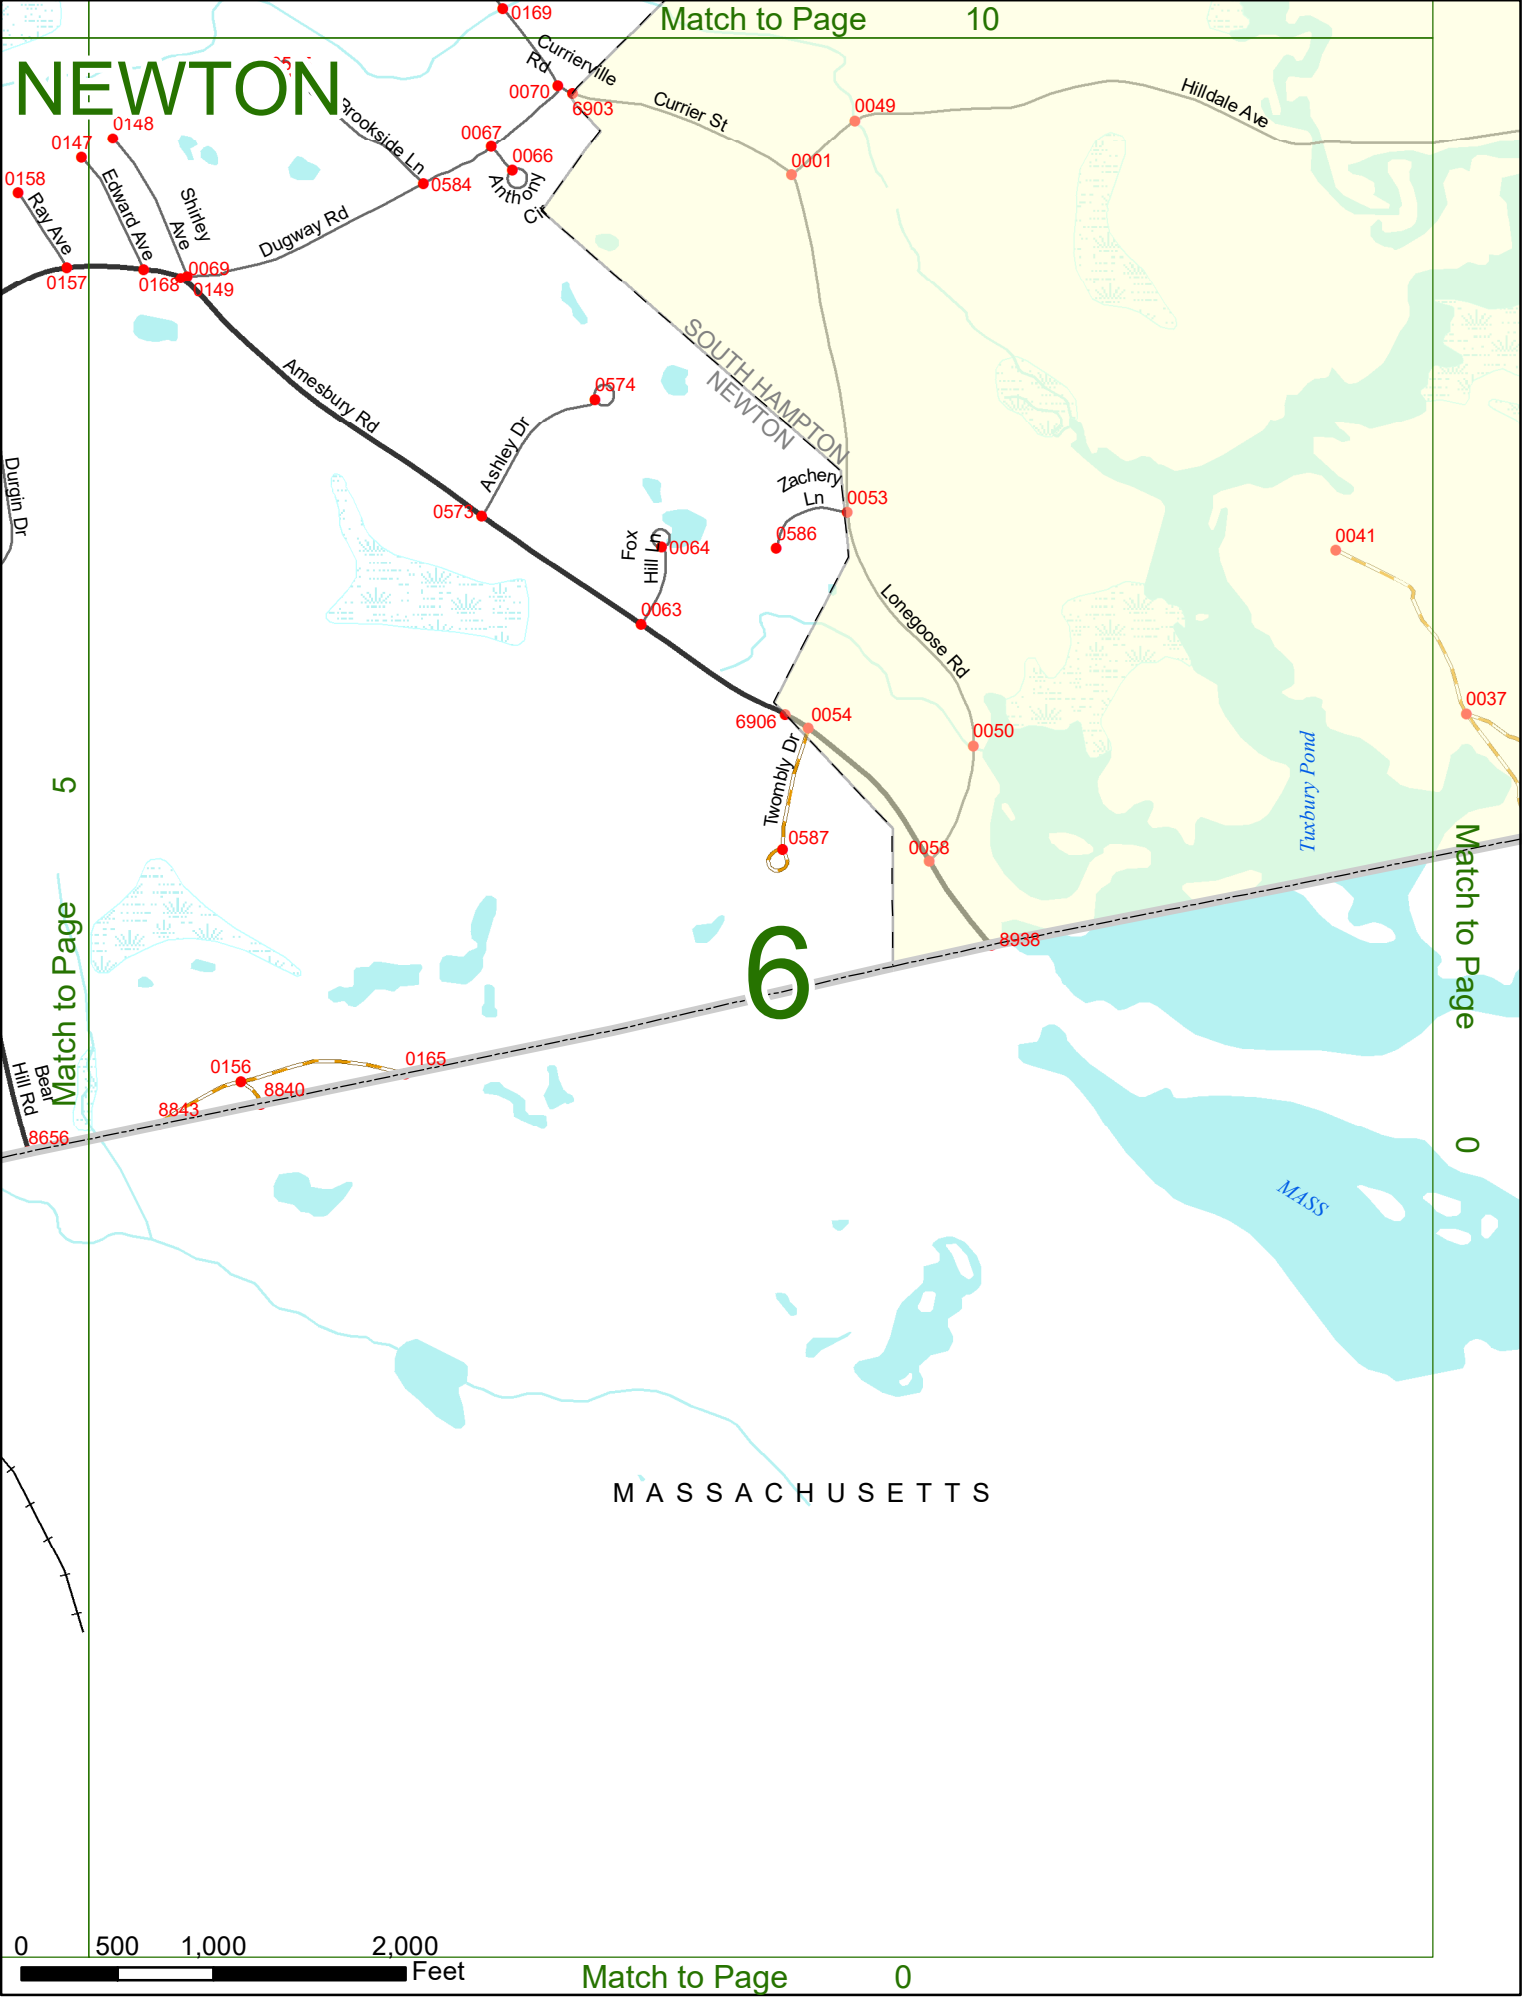 Match to Page 10
NEWTON
0169
Currierville
Rd
0070
6903
Currier St
0049
Hilldale Ave
0148
0147
0158
Brookside Ln
0067
0066
0584
Anthony
Cir
0001
Ray Ave
Edward Ave
Shirley
Ave
Dugway Rd
0157
0168
0069
0149
SOUTH HAMPTON
NEWTON
Amesbury Rd
0574
Ashley Dr
Durgin Dr
0573
Zachery
Ln
0053
0586
Fox
Hill Ln
0064
0041
0063
Lonegoose Rd
6906
0054
0050
0037
Twombly Dr
Tuxbury Pond
0587
0058
Match to Page 5
6
8938
Match to Page 0
0156
0165
8840
8843
Bear
Hill Rd
8656
MASS
MASSACHUSETTS
0 500 1,000 2,000
Feet
Match to Page 0